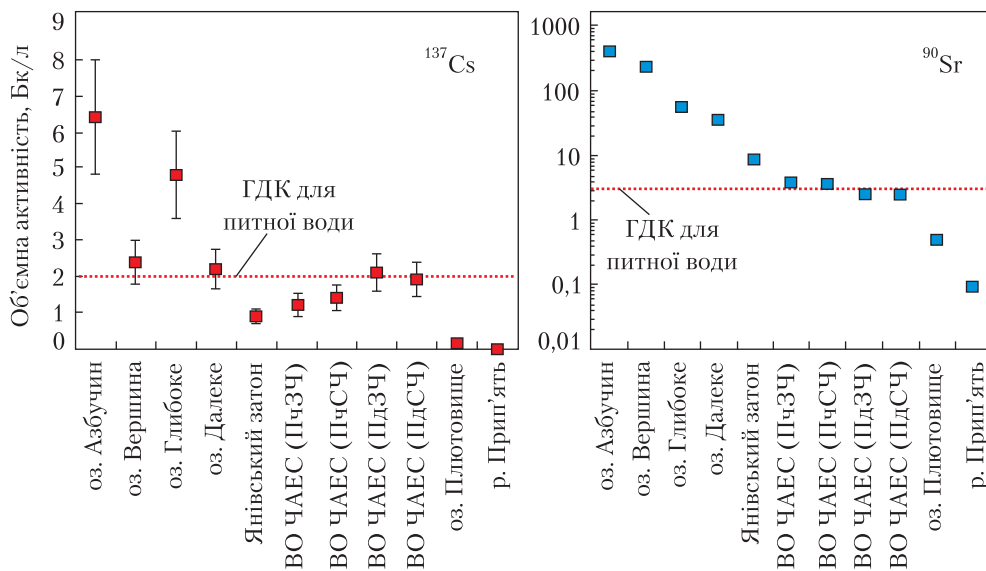 Об’ємна активність, Бк/л
9
8
7
6
5
4
3
2
1
0
¹³⁷Cs
ГДК для
питної води
оз. Азбучин
оз. Вершина
оз. Глибоке
оз. Далеке
Янівський затон
ВО ЧАЕС (ПчЗЧ)
ВО ЧАЕС (ПчСЧ)
ВО ЧАЕС (ПдЗЧ)
ВО ЧАЕС (ПдСЧ)
оз. Плютовище
р. Прип’ять
1000
100
10
1
0,1
0,01
⁹⁰Sr
ГДК для
питної води
оз. Азбучин
оз. Вершина
оз. Глибоке
оз. Далеке
Янівський затон
ВО ЧАЕС (ПчЗЧ)
ВО ЧАЕС (ПчСЧ)
ВО ЧАЕС (ПдЗЧ)
ВО ЧАЕС (ПдСЧ)
оз. Плютовище
р. Прип’ять